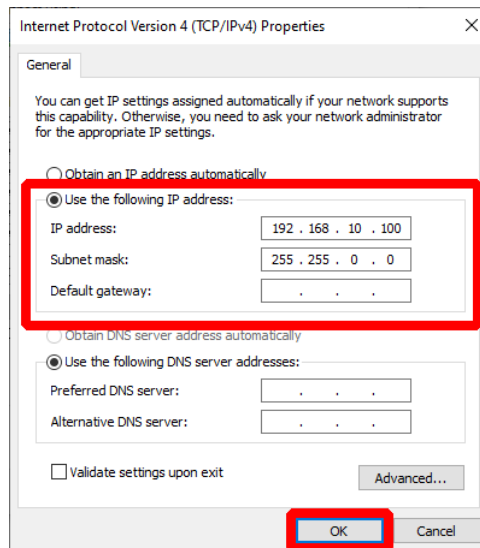 Internet Protocol Version 4 (TCP/IPv4) Properties
General
You can get IP settings assigned automatically if your network supports
this capability. Otherwise, you need to ask your network administrator
for the appropriate IP settings.
Obtain an IP address automatically
Use the following IP address:
IP address: 192 . 168 . 10 . 100
Subnet mask: 255 . 255 . 0 . 0
Default gateway: . . .
Obtain DNS server address automatically
Use the following DNS server addresses:
Preferred DNS server: . . .
Alternative DNS server: . . .
Validate settings upon exit
Advanced...
OK Cancel